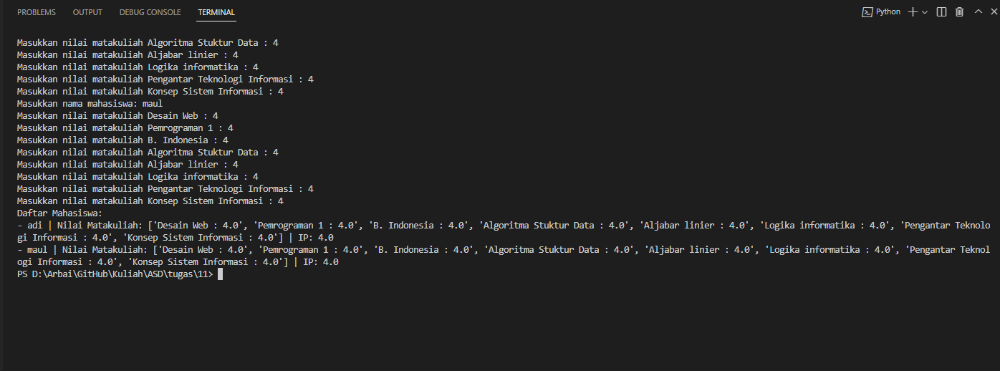 PROBLEMS OUTPUT DEBUG CONSOLE TERMINAL Python
Masukkan nilai matakuliah Algoritma Stuktur Data : 4
Masukkan nilai matakuliah Aljabar linier : 4
Masukkan nilai matakuliah Logika informatika : 4
Masukkan nilai matakuliah Pengantar Teknologi Informasi : 4
Masukkan nilai matakuliah Konsep Sistem Informasi : 4
Masukkan nama mahasiswa: maul
Masukkan nilai matakuliah Desain Web : 4
Masukkan nilai matakuliah Pemrograman 1 : 4
Masukkan nilai matakuliah B. Indonesia : 4
Masukkan nilai matakuliah Algoritma Stuktur Data : 4
Masukkan nilai matakuliah Aljabar linier : 4
Masukkan nilai matakuliah Logika informatika : 4
Masukkan nilai matakuliah Pengantar Teknologi Informasi : 4
Masukkan nilai matakuliah Konsep Sistem Informasi : 4
Daftar Mahasiswa:
- adi | Nilai Matakuliah: ['Desain Web : 4.0', 'Pemrograman 1 : 4.0', 'B. Indonesia : 4.0', 'Algoritma Stuktur Data : 4.0', 'Aljabar linier : 4.0', 'Logika informatika : 4.0', 'Pengantar Teknolo
gi Informasi : 4.0', 'Konsep Sistem Informasi : 4.0'] | IP: 4.0
- maul | Nilai Matakuliah: ['Desain Web : 4.0', 'Pemrograman 1 : 4.0', 'B. Indonesia : 4.0', 'Algoritma Stuktur Data : 4.0', 'Aljabar linier : 4.0', 'Logika informatika : 4.0', 'Pengantar Teknol
ogi Informasi : 4.0', 'Konsep Sistem Informasi : 4.0'] | IP: 4.0
PS D:\Arbai\GitHub\Kuliah\ASD\tugas\11>